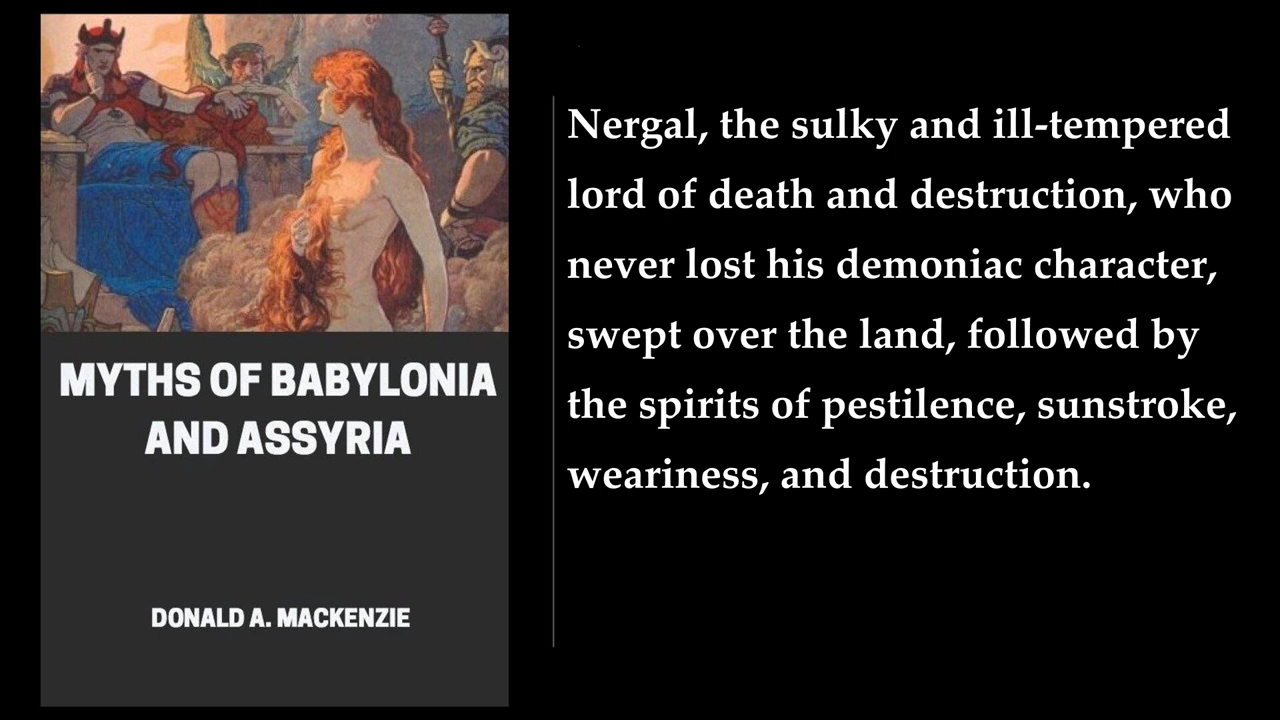 MYTHS OF BABYLONIA
AND ASSYRIA
DONALD A. MACKENZIE
Nergal, the sulky and ill-tempered
lord of death and destruction, who
never lost his demoniac character,
swept over the land, followed by
the spirits of pestilence, sunstroke,
weariness, and destruction.